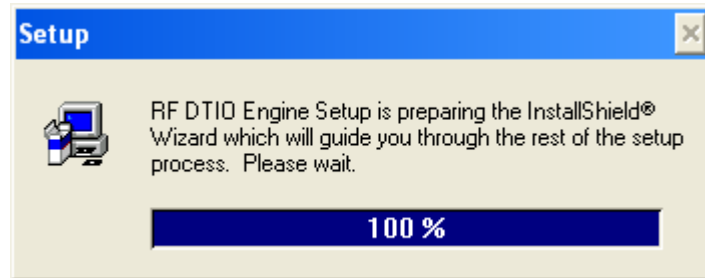 Setup
RF DTIO Engine Setup is preparing the InstallShield®
Wizard which will guide you through the rest of the setup
process. Please wait.
100 %